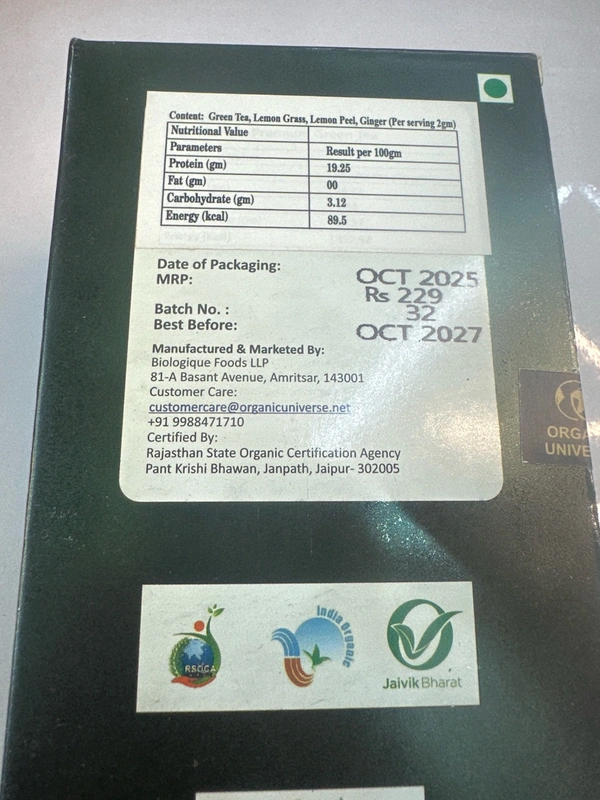 Content: Green Tea, Lemon Grass, Lemon Peel, Ginger (Per serving 2gm)
Nutritional Value
Parameters Result per 100gm
Protein (gm) 19.25
Fat (gm) 00
Carbohydrate (gm) 3.12
Energy (kcal) 89.5
Date of Packaging: OCT 2025
MRP: Rs 229
Batch No. : 32
Best Before: OCT 2027
Manufactured & Marketed By:
Biologique Foods LLP
81-A Basant Avenue, Amritsar, 143001
Customer Care:
customercare@organicuniverse.net
+91 9988471710
Certified By:
Rajasthan State Organic Certification Agency
Pant Krishi Bhawan, Janpath, Jaipur- 302005
ORGA
UNIVE
RSOCA
India Organic
Jaivik Bharat